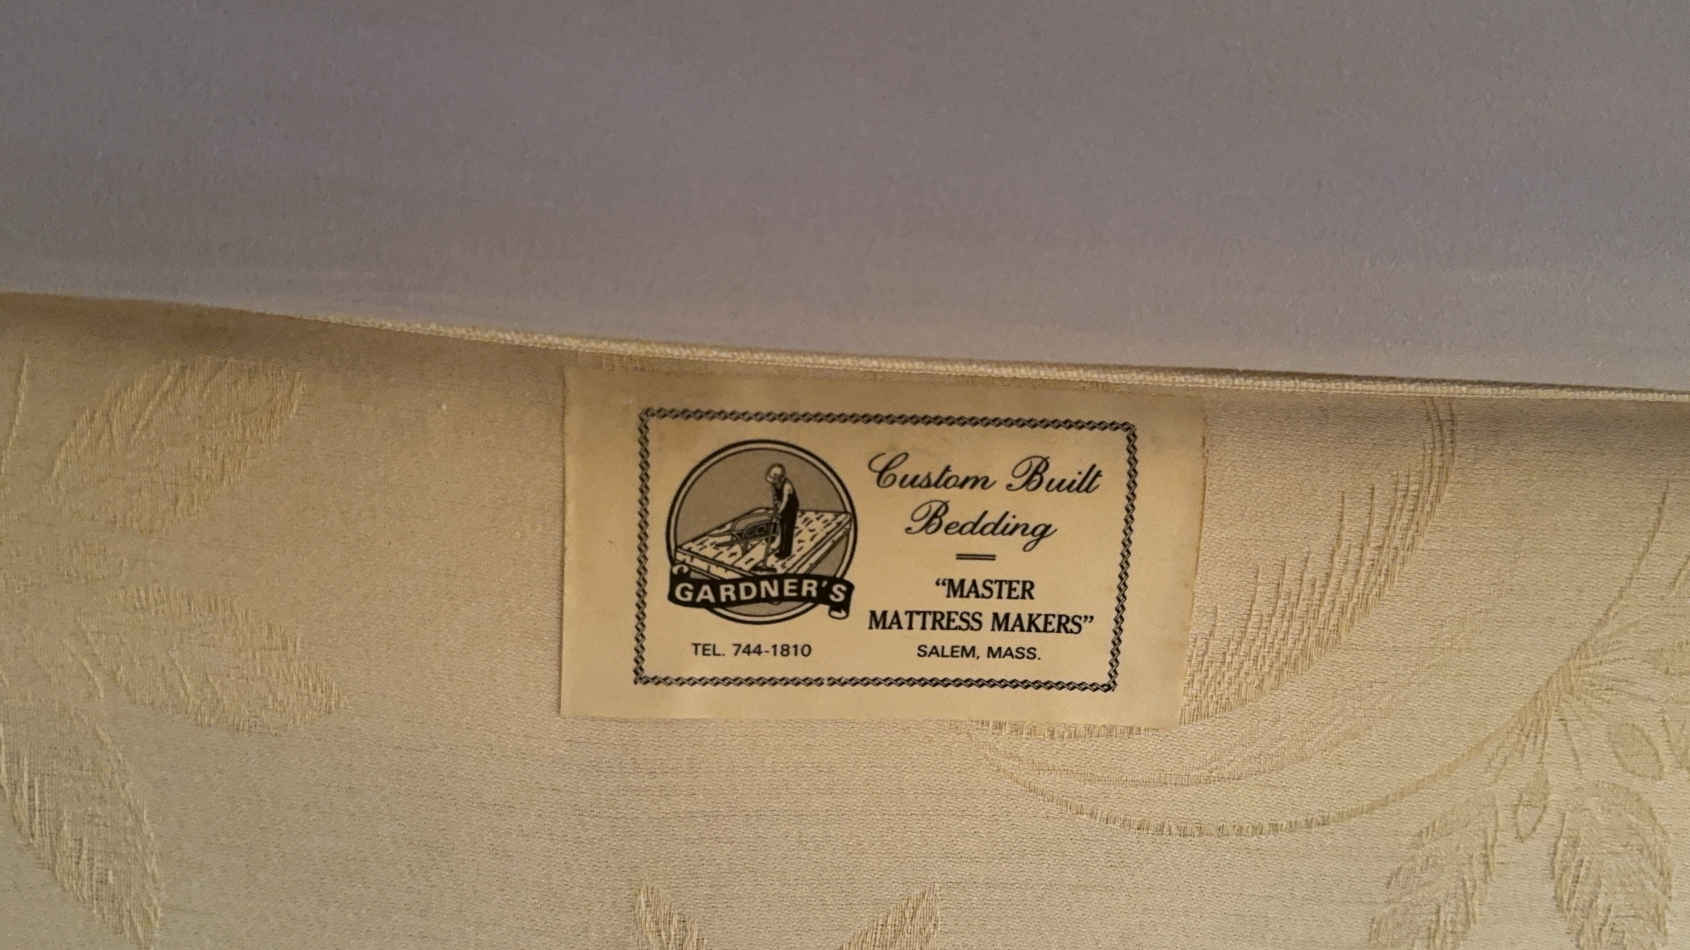 Custom Built
Bedding
"MASTER
MATTRESS MAKERS"
SALEM, MASS.
GARDNER'S
TEL. 744-1810